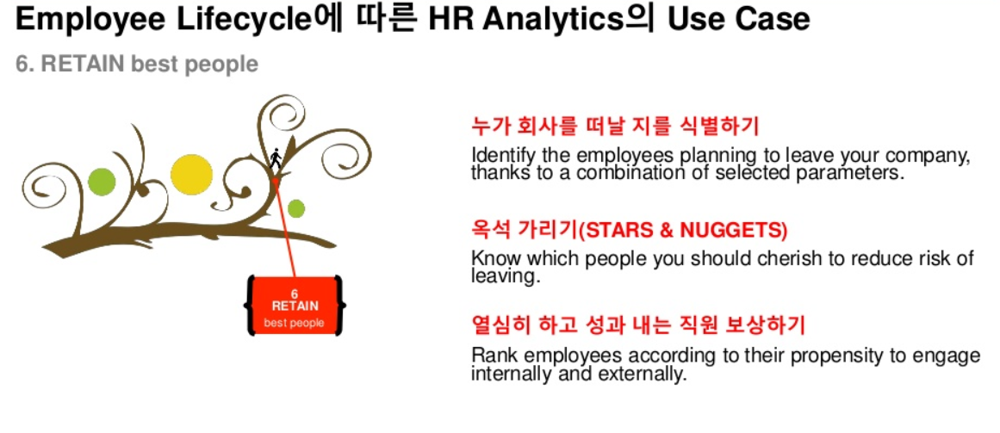 Employee Lifecycle에 따른 HR Analytics의 Use Case
6. RETAIN best people
누가 회사를 떠날 지를 식별하기
Identify the employees planning to leave your company,
thanks to a combination of selected parameters.
옥석 가리기(STARS & NUGGETS)
Know which people you should cherish to reduce risk of
leaving.
열심히 하고 성과 내는 직원 보상하기
Rank employees according to their propensity to engage
internally and externally.
6
RETAIN
best people